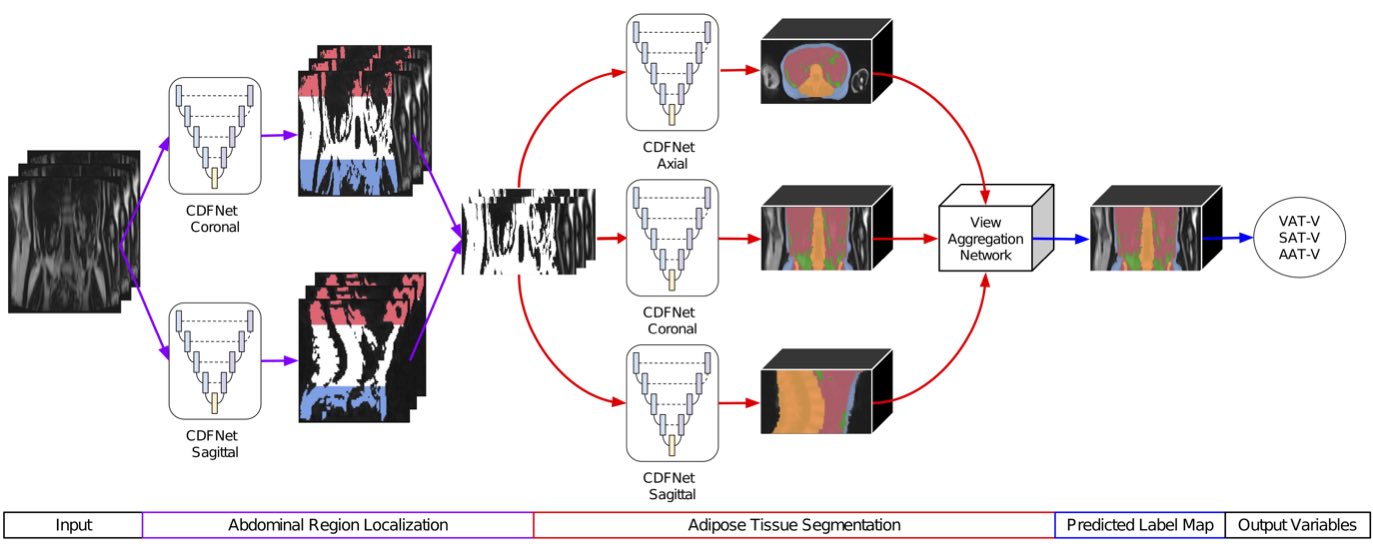 CDFNet
Coronal
CDFNet
Sagittal
CDFNet
Axial
CDFNet
Coronal
CDFNet
Sagittal
View
Aggregation
Network
VAT-V
SAT-V
AAT-V
Input
Abdominal Region Localization
Adipose Tissue Segmentation
Predicted Label Map
Output Variables